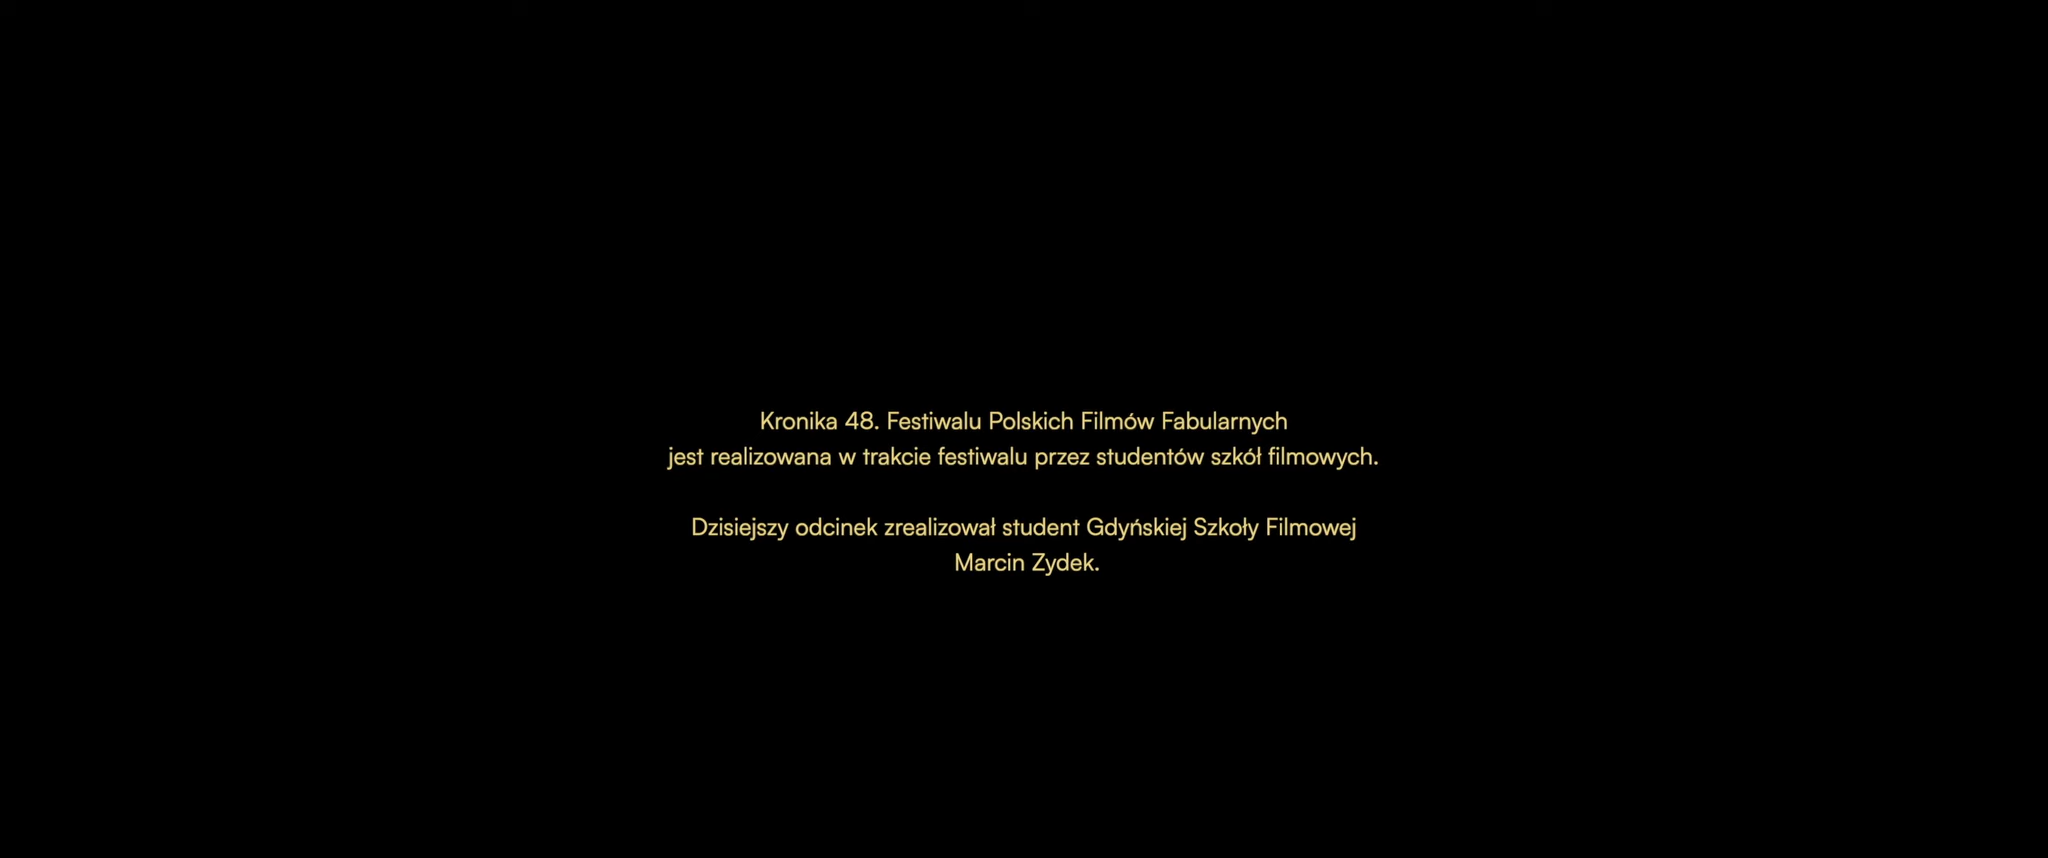 Kronika 48. Festiwalu Polskich Filmów Fabularnych
jest realizowana w trakcie festiwalu przez studentów szkół filmowych.
Dzisiejszy odcinek zrealizował student Gdyńskiej Szkoły Filmowej
Marcin Zydek.